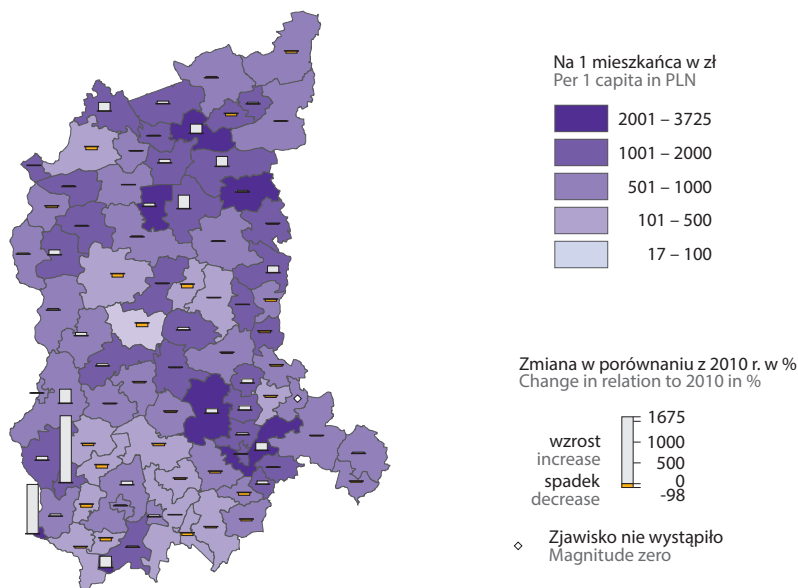 Na 1 mieszkańca w zł
Per 1 capita in PLN
2001 – 3725
1001 – 2000
501 – 1000
101 – 500
17 – 100
Zmiana w porównaniu z 2010 r. w %
Change in relation to 2010 in %
wzrost
increase
spadek
decrease
1675
1000
500
0
-98
Zjawisko nie wystąpiło
Magnitude zero